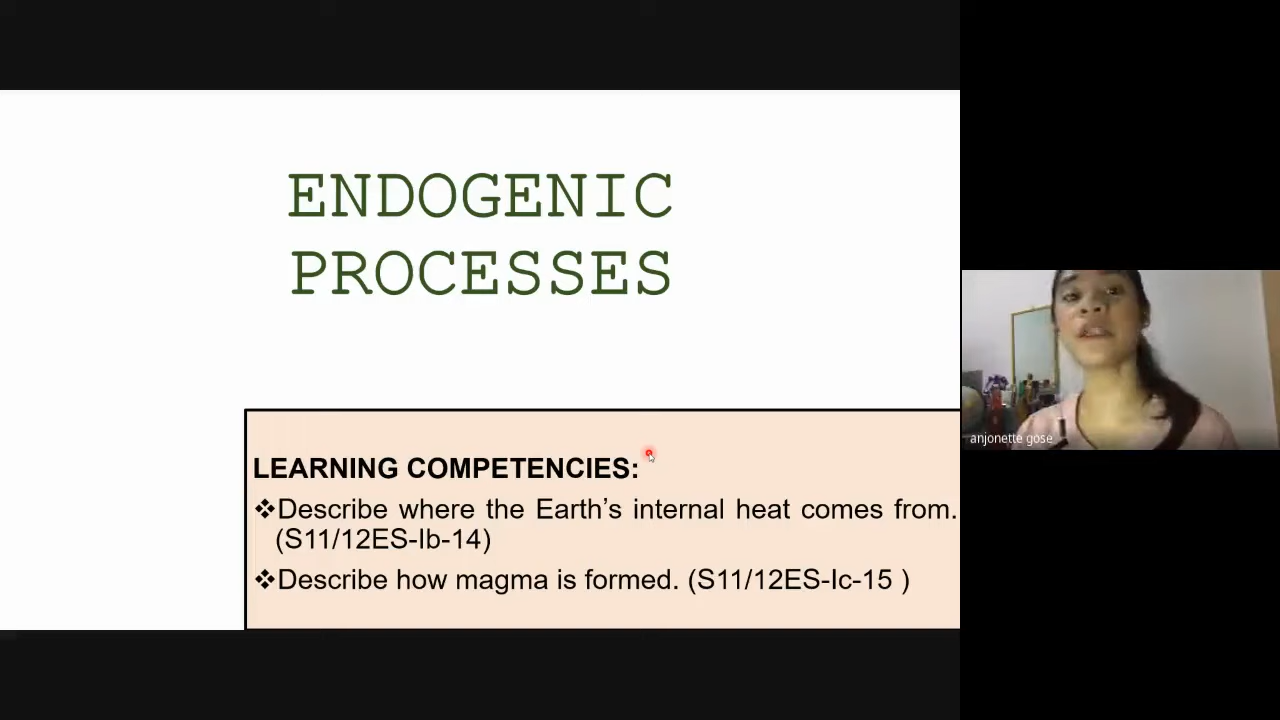 ENDOGENIC
PROCESSES
LEARNING COMPETENCIES:
❖Describe where the Earth’s internal heat comes from.
(S11/12ES-Ib-14)
❖Describe how magma is formed. (S11/12ES-Ic-15 )
anjonette gose